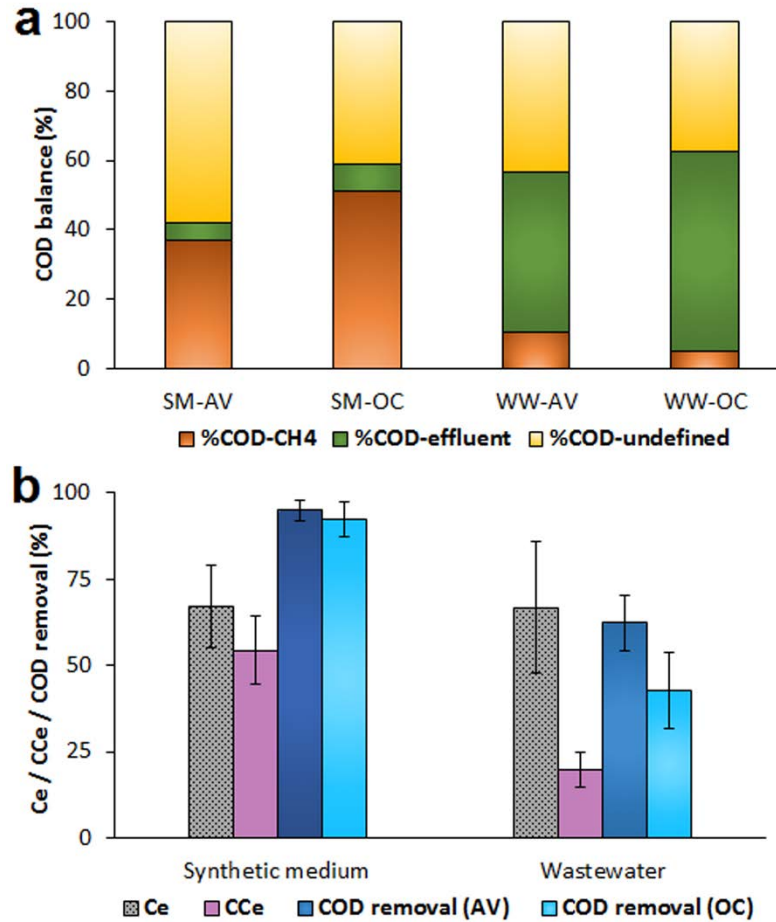 a
COD balance (%)
100
80
60
40
20
0
SM-AV SM-OC WW-AV WW-OC
%COD-CH4 %COD-effluent %COD-undefined
b
Ce / CCe / COD removal (%)
100
75
50
25
0
Synthetic medium Wastewater
Ce CCe COD removal (AV) COD removal (OC)